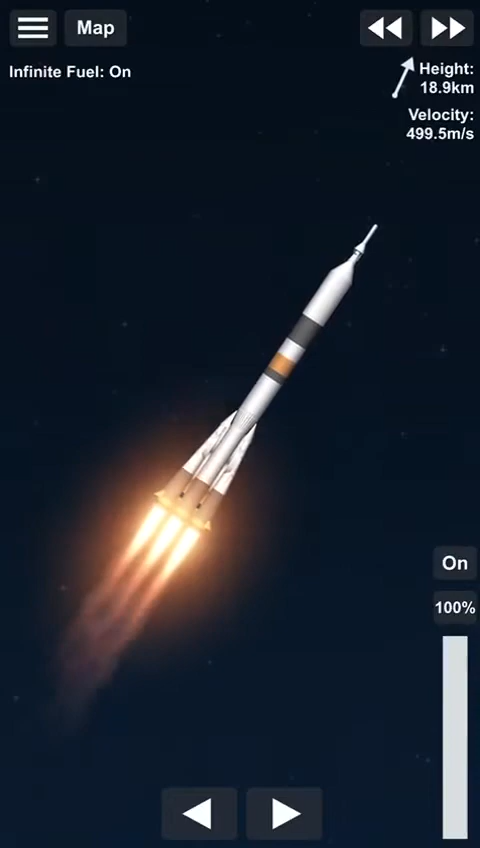 Map
Infinite Fuel: On
Height:
18.9km
Velocity:
499.5m/s
On
100%